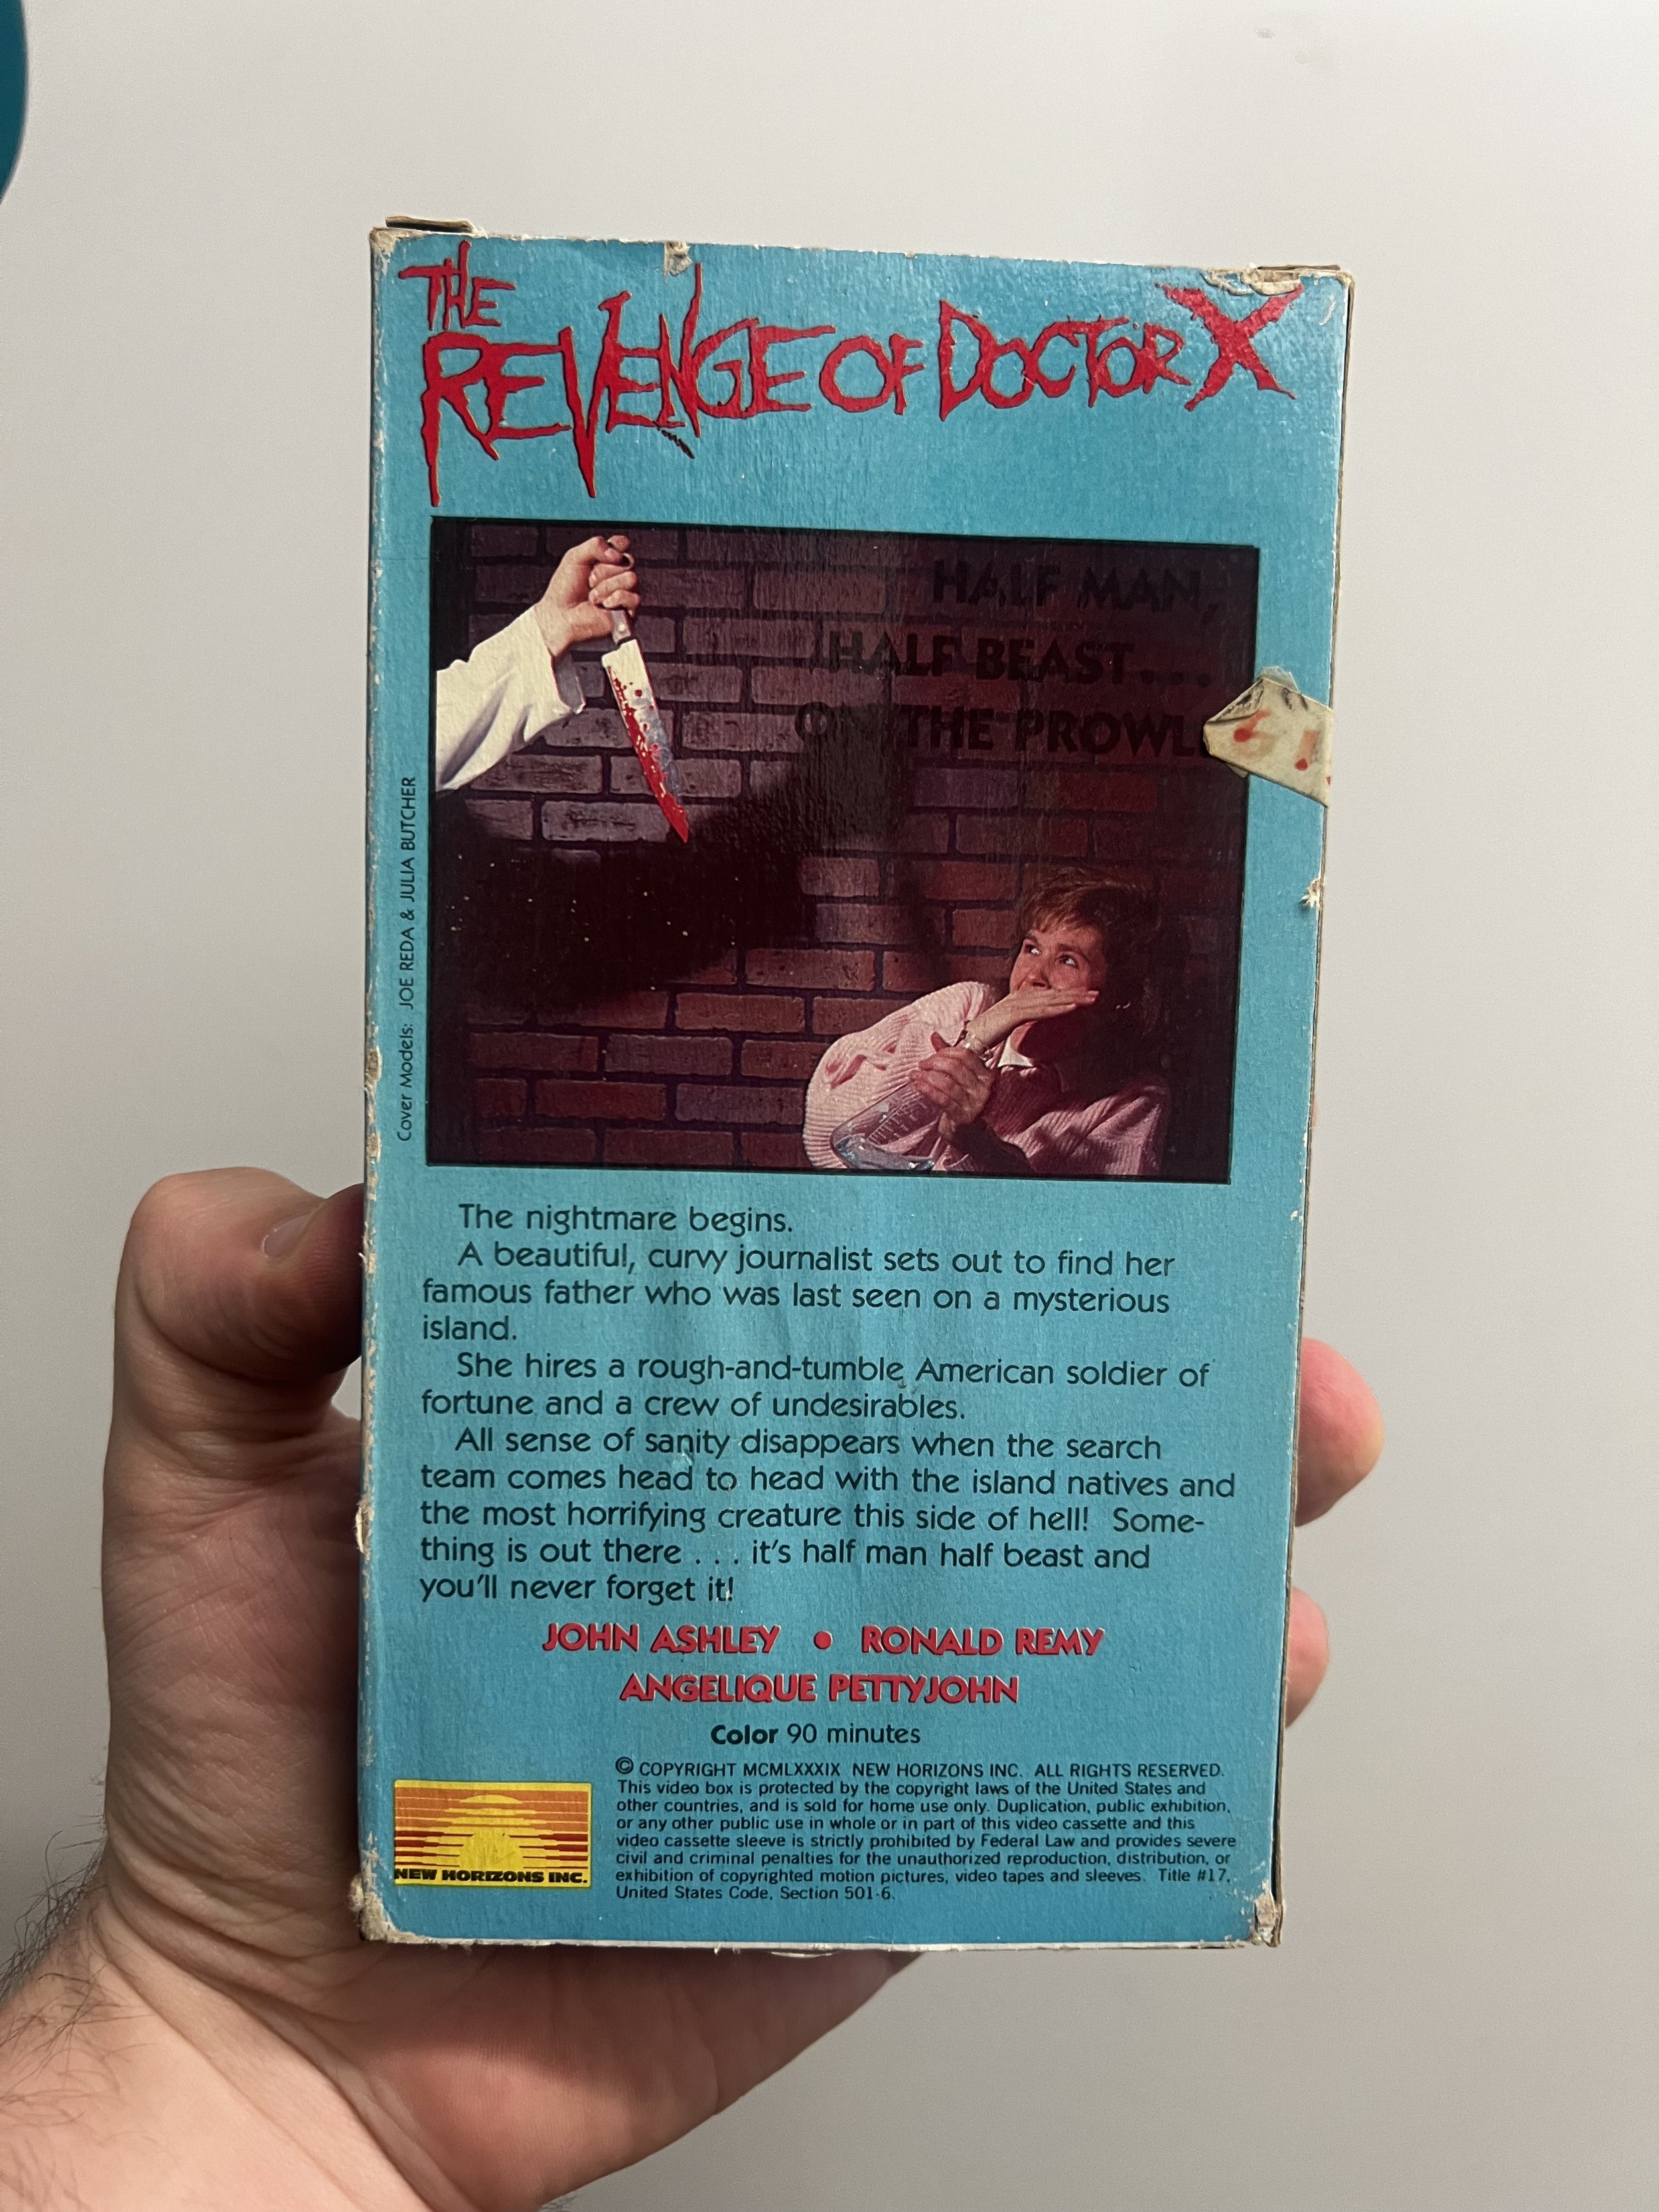 THE
REVENGE OF DOCTOR X
HALF MAN,
HALF BEAST...
ON THE PROWL
Cover Models: JOE REDA & JULIA BUTCHER
The nightmare begins.
A beautiful, curvy journalist sets out to find her
famous father who was last seen on a mysterious
island.
She hires a rough-and-tumble American soldier of
fortune and a crew of undesirables.
All sense of sanity disappears when the search
team comes head to head with the island natives and
the most horrifying creature this side of hell! Some-
thing is out there . . . it's half man half beast and
you'll never forget it!
JOHN ASHLEY • RONALD REMY
ANGELIQUE PETTYJOHN
Color 90 minutes
© COPYRIGHT MCMLXXXIX NEW HORIZONS INC. ALL RIGHTS RESERVED.
This video box is protected by the copyright laws of the United States and
other countries, and is sold for home use only. Duplication, public exhibition,
or any other public use in whole or in part of this video cassette and this
video cassette sleeve is strictly prohibited by Federal Law and provides severe
civil and criminal penalties for the unauthorized reproduction, distribution, or
exhibition of copyrighted motion pictures, video tapes and sleeves. Title #17,
United States Code, Section 501-6.
NEW HORIZONS INC.